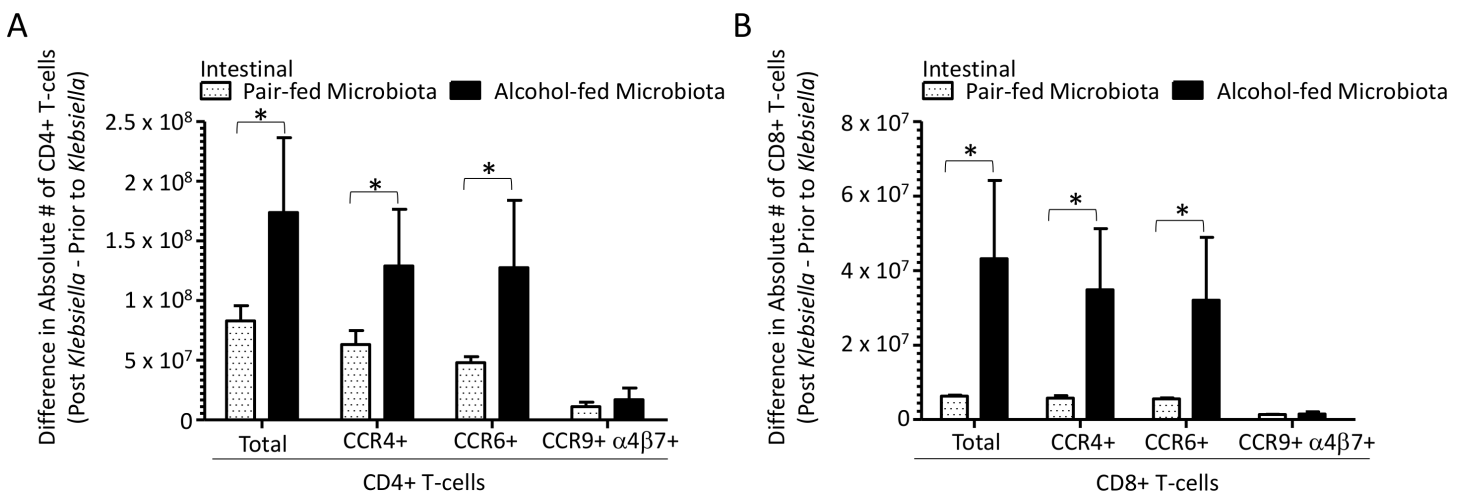 A
Difference in Absolute # of CD4+ T-cells
(Post Klebsiella - Prior to Klebsiella)
Intestinal
Pair-fed Microbiota
Alcohol-fed Microbiota
2.5 x 10⁸
2 x 10⁸
1.5 x 10⁸
1 x 10⁸
5 x 10⁷
0
*
*
*
Total
CCR4+
CCR6+
CCR9+ α4β7+
CD4+ T-cells
B
Difference in Absolute # of CD8+ T-cells
(Post Klebsiella - Prior to Klebsiella)
Intestinal
Pair-fed Microbiota
Alcohol-fed Microbiota
8 x 10⁷
6 x 10⁷
4 x 10⁷
2 x 10⁷
0
*
*
*
Total
CCR4+
CCR6+
CCR9+ α4β7+
CD8+ T-cells